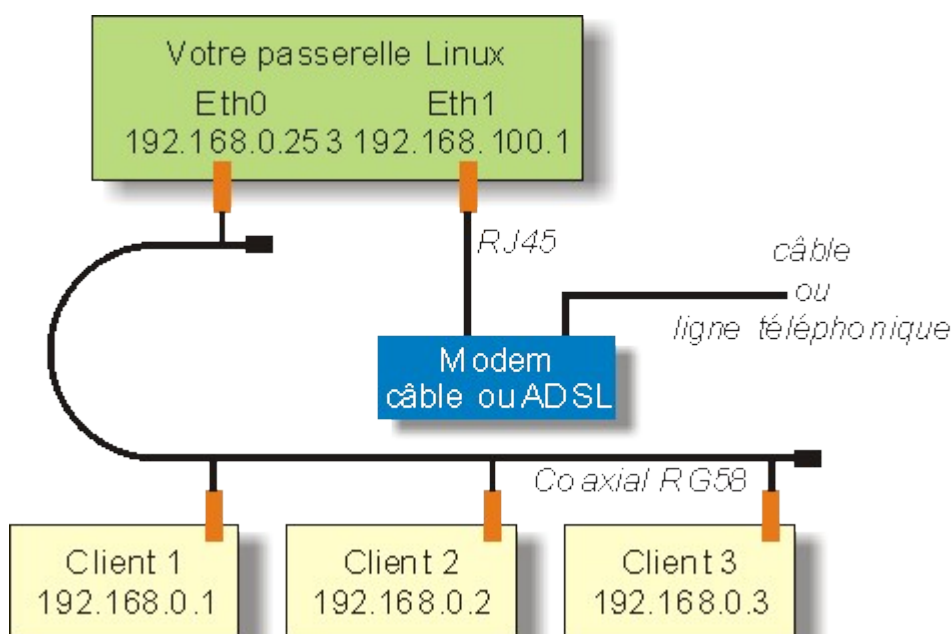 Votre passerelle Linux
Eth0 Eth1
192.168.0.253 192.168.100.1
RJ45
câble
ou
ligne téléphonique
Modem
câble ou ADSL
Coaxial RG58
Client 1
192.168.0.1
Client 2
192.168.0.2
Client 3
192.168.0.3